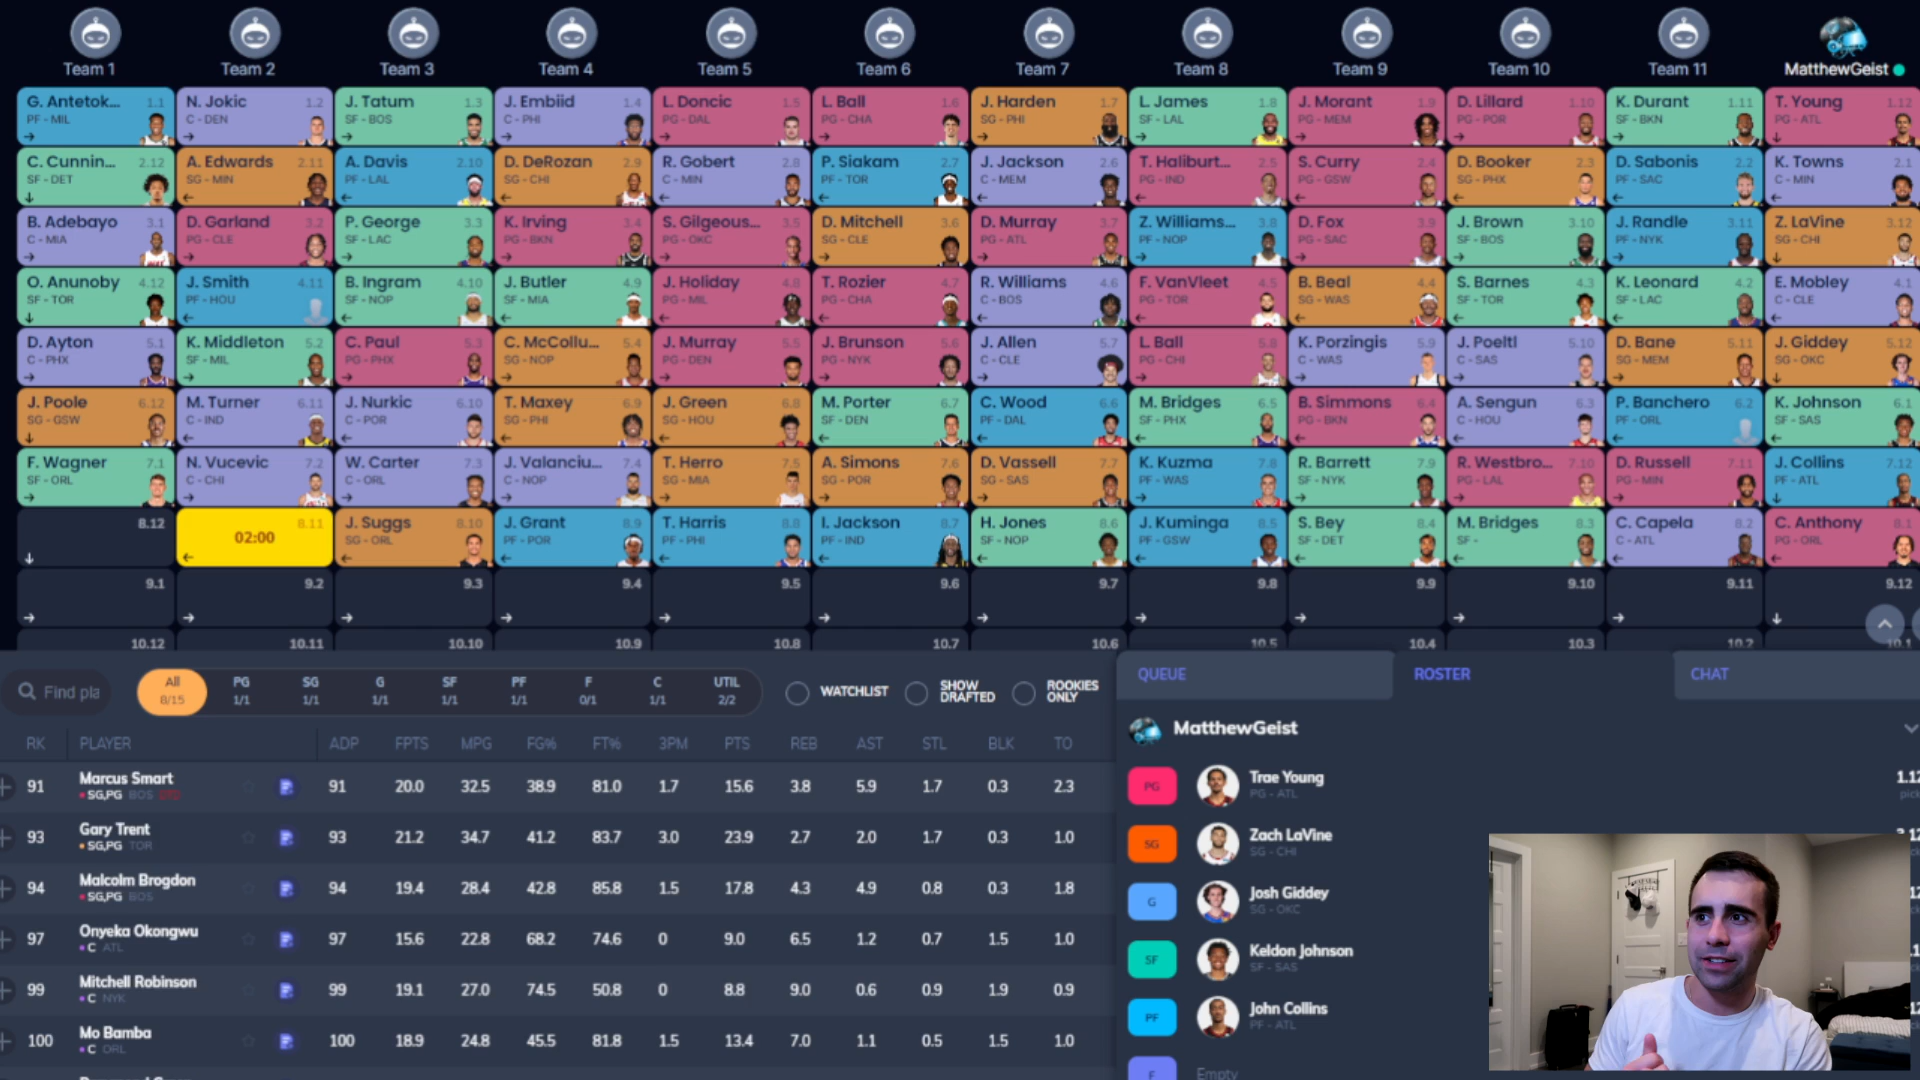 Team 1 Team 2 Team 3 Team 4 Team 5 Team 6 Team 7 Team 8 Team 9 Team 10 Team 11 MatthewGeist
G. Antetok... 1.1 N. Jokic 1.2 J. Tatum 1.3 J. Embiid 1.4 L. Doncic 1.5 L. Ball 1.6 J. Harden 1.7 L. James 1.8 J. Morant 1.9 D. Lillard 1.10 K. Durant 1.11 T. Young 1.12
PF - MIL C - DEN SF - BOS C - PHI PG - DAL PG - CHA SG - PHI SF - LAL PG - MEM PG - POR SF - BKN PG - ATL
C. Cunnin... 2.12 A. Edwards 2.11 A. Davis 2.10 D. DeRozan 2.9 R. Gobert 2.8 P. Siakam 2.7 J. Jackson 2.6 T. Haliburt... 2.5 S. Curry 2.4 D. Booker 2.3 D. Sabonis 2.2 K. Towns 2.1
SF - DET SG - MIN PF - LAL SG - CHI C - MIN PF - TOR C - MEM PG - IND PG - GSW SG - PHX PF - SAC C - MIN
B. Adebayo 3.1 D. Garland 3.2 P. George 3.3 K. Irving 3.4 S. Gilgeous... 3.5 D. Mitchell 3.6 D. Murray 3.7 Z. Williams... 3.8 D. Fox 3.9 J. Brown 3.10 J. Randle 3.11 Z. LaVine 3.12
C - MIA PG - CLE SF - LAC PG - BKN PG - OKC SG - CLE PG - ATL PF - NOP PG - SAC SF - BOS PF - NYK SG - CHI
O. Anunoby 4.12 J. Smith 4.11 B. Ingram 4.10 J. Butler 4.9 J. Holiday 4.8 T. Rozier 4.7 R. Williams 4.6 F. VanVleet 4.5 B. Beal 4.4 S. Barnes 4.3 K. Leonard 4.2 E. Mobley 4.1
SF - TOR PF - HOU SF - NOP SF - MIA PG - MIL PG - CHA C - BOS PG - TOR SG - WAS SF - TOR SF - LAC C - CLE
D. Ayton 5.1 K. Middleton 5.2 C. Paul 5.3 C. McCollu... 5.4 J. Murray 5.5 J. Brunson 5.6 J. Allen 5.7 L. Ball 5.8 K. Porzingis 5.9 J. Poeltl 5.10 D. Bane 5.11 J. Giddey 5.12
C - PHX SF - MIL PG - PHX SG - NOP PG - DEN PG - NYK C - CLE PG - CHI C - WAS C - SAS SG - MEM SG - OKC
J. Poole 6.12 M. Turner 6.11 J. Nurkic 6.10 T. Maxey 6.9 J. Green 6.8 M. Porter 6.7 C. Wood 6.6 M. Bridges 6.5 B. Simmons 6.4 A. Sengun 6.3 P. Banchero 6.2 K. Johnson 6.1
SG - GSW C - IND C - POR SG - PHI SG - HOU SF - DEN PF - DAL SF - PHX PG - BKN C - HOU PF - ORL SF - SAS
F. Wagner 7.1 N. Vucevic 7.2 W. Carter 7.3 J. Valanciu... 7.4 T. Herro 7.5 A. Simons 7.6 D. Vassell 7.7 K. Kuzma 7.8 R. Barrett 7.9 R. Westbro... 7.10 D. Russell 7.11 J. Collins 7.12
SF - ORL C - CHI C - ORL C - NOP SG - MIA SG - POR SG - SAS PF - WAS SF - NYK PG - LAL PG - MIN PF - ATL
8.12 02:00 8.11 J. Suggs 8.10 J. Grant 8.9 T. Harris 8.8 I. Jackson 8.7 H. Jones 8.6 J. Kuminga 8.5 S. Bey 8.4 M. Bridges 8.3 C. Capela 8.2 C. Anthony 8.1
SG - ORL PF - POR PF - PHI PF - IND SF - NOP PF - GSW SF - DET SF - C - ATL PG - ORL
9.1 9.2 9.3 9.4 9.5 9.6 9.7 9.8 9.9 9.10 9.11 9.12
10.12 10.11 10.10 10.9 10.8 10.7 10.6 10.5 10.4 10.3 10.2 10.1
Find pla
All PG SG G SF PF F C UTIL
8/15 1/1 1/1 1/1 1/1 1/1 0/1 1/1 2/2
WATCHLIST SHOW DRAFTED ROOKIES ONLY
RK PLAYER ADP FPTS MPG FG% FT% 3PM PTS REB AST STL BLK TO
91 Marcus Smart 91 20.0 32.5 38.9 81.0 1.7 15.6 3.8 5.9 1.7 0.3 2.3
SG,PG BOS DTD
93 Gary Trent 93 21.2 34.7 41.2 83.7 3.0 23.9 2.7 2.0 1.7 0.3 1.0
SG,PG TOR
94 Malcolm Brogdon 94 19.4 28.4 42.8 85.8 1.5 17.8 4.3 4.9 0.8 0.3 1.8
SG,PG BOS
97 Onyeka Okongwu 97 15.6 22.8 68.2 74.6 0 9.0 6.5 1.2 0.7 1.5 1.0
C ATL
99 Mitchell Robinson 99 19.1 27.0 74.5 50.8 0 8.8 9.0 0.6 0.9 1.9 0.9
C NYK
100 Mo Bamba 100 18.9 24.8 45.5 81.8 1.5 13.4 7.0 1.1 0.5 1.5 1.0
C ORL
QUEUE ROSTER CHAT
MatthewGeist
PG Trae Young 1.12
PG - ATL pick
SG Zach LaVine 3.12
SG - CHI
G Josh Giddey
SG - OKC
SF Keldon Johnson
SF - SAS
PF John Collins
PF - ATL
F Empty